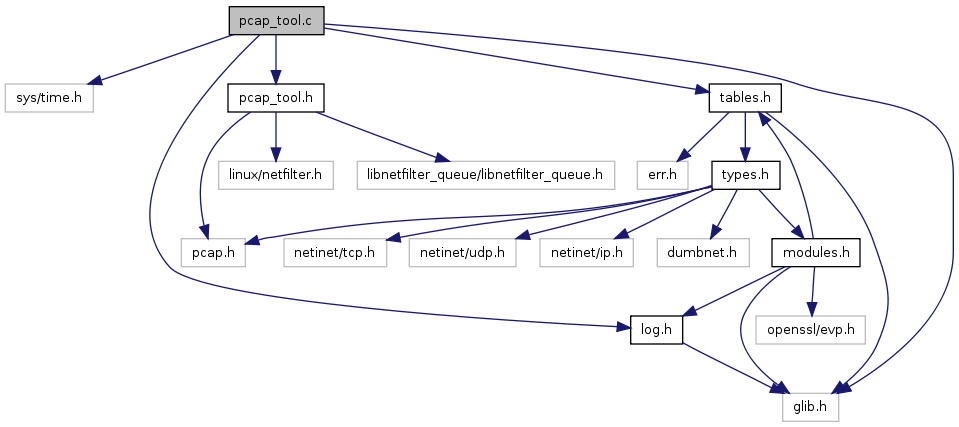 pcap_tool.c
sys/time.h
pcap_tool.h
tables.h
linux/netfilter.h
libnetfilter_queue/libnetfilter_queue.h
err.h
types.h
pcap.h
netinet/tcp.h
netinet/udp.h
netinet/ip.h
dumbnet.h
modules.h
log.h
openssl/evp.h
glib.h